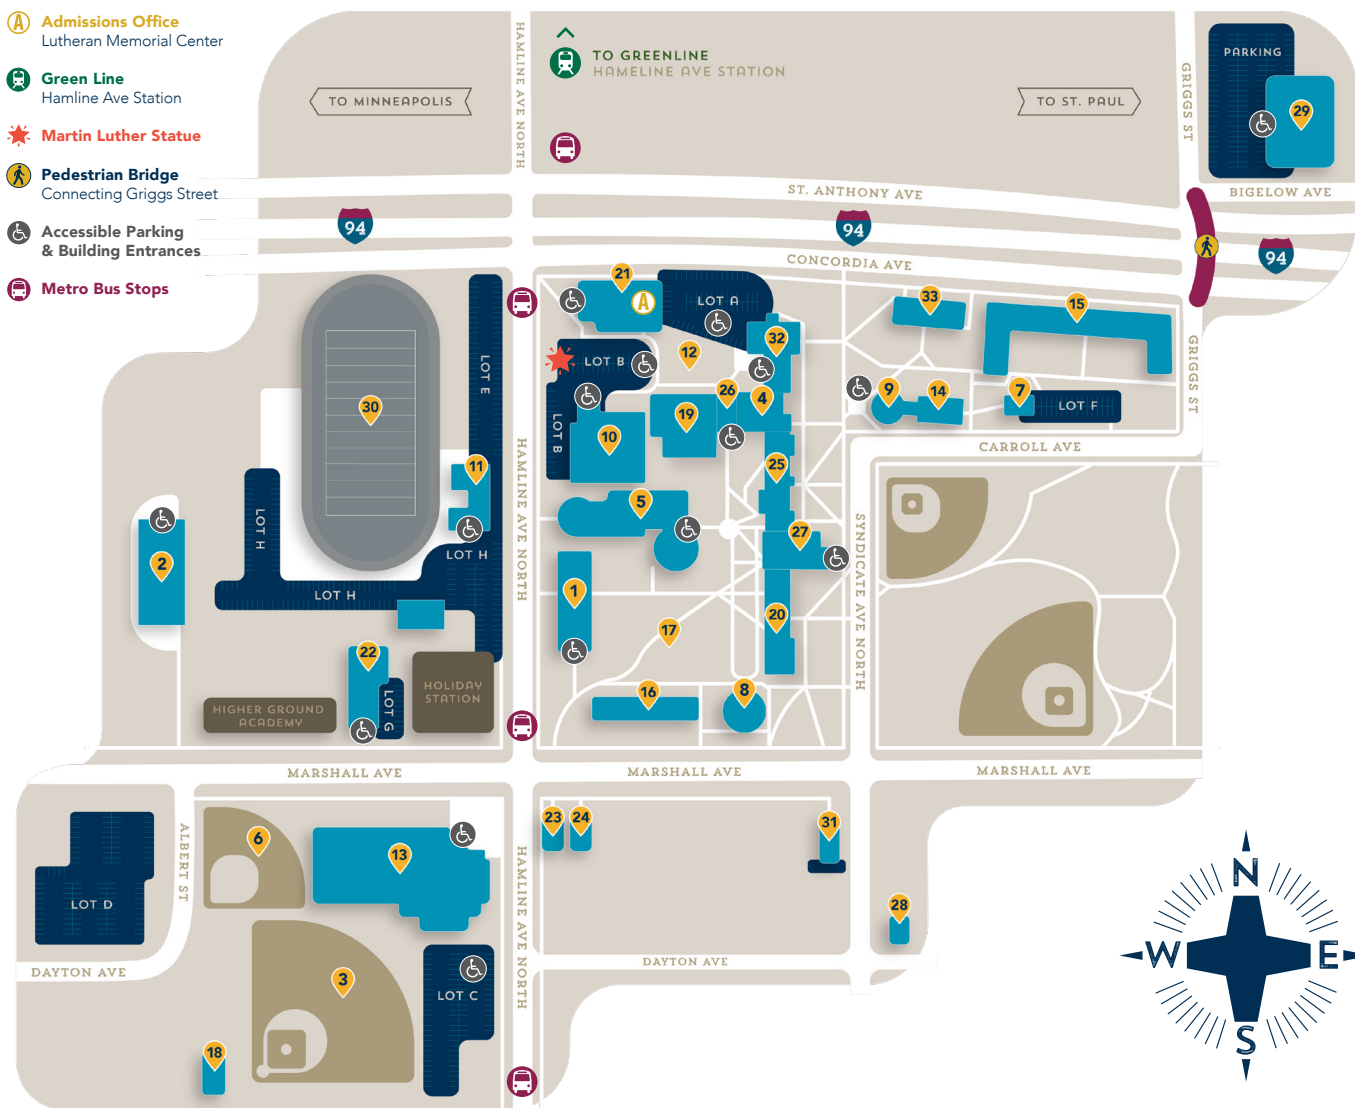 A Admissions Office
Lutheran Memorial Center
Green Line
Hamline Ave Station
Martin Luther Statue
Pedestrian Bridge
Connecting Griggs Street
Accessible Parking
& Building Entrances
Metro Bus Stops
HAMLINE AVE NORTH
TO GREENLINE
HAMELINE AVE STATION
TO MINNEAPOLIS
TO ST. PAUL
GRIGGS ST
PARKING
29
ST. ANTHONY AVE
BIGELOW AVE
94
94
94
CONCORDIA AVE
21
A
LOT A
33
15
32
12
LOT B
LOT E
GRIGGS ST
30
26
4
19
9
14
7
LOT F
10
LOT B
CARROLL AVE
11
25
HAMLINE AVE NORTH
5
LOT H
27
SYNDICATE AVE NORTH
2
LOT H
LOT H
1
20
17
22
LOT G
HOLIDAY
STATION
16
8
HIGHER GROUND
ACADEMY
MARSHALL AVE
MARSHALL AVE
MARSHALL AVE
23
24
31
ALBERT ST
6
13
HAMLINE AVE NORTH
LOT D
28
N
W
E
S
DAYTON AVE
DAYTON AVE
3
LOT C
18